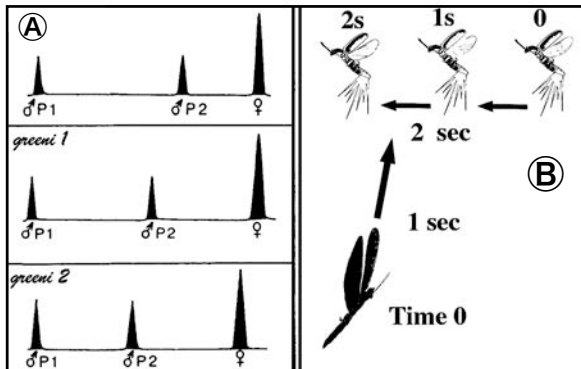 A
♂P1 ♂P2 ♀
greeni 1
♂P1 ♂P2 ♀
greeni 2
♂P1 ♂P2 ♀
2s 1s 0
2 sec
B
1 sec
Time 0